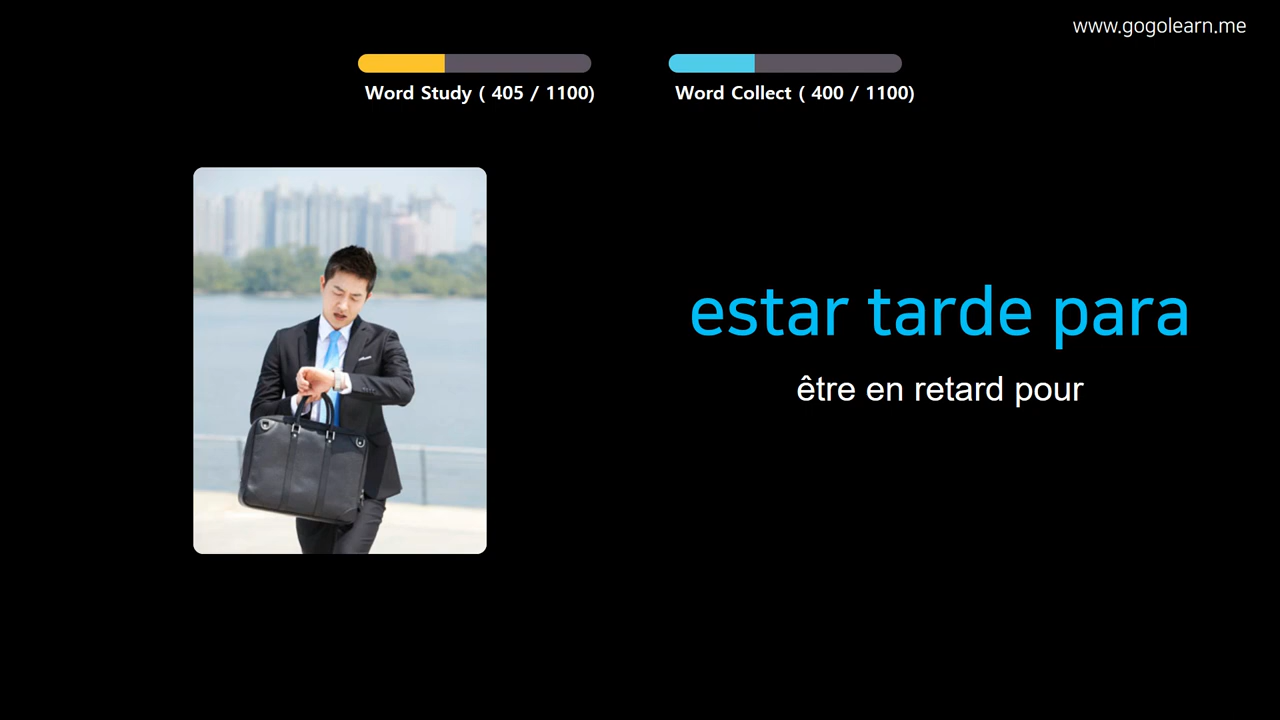 www.gogolearn.me
Word Study ( 405 / 1100)
Word Collect ( 400 / 1100)
estar tarde para
être en retard pour